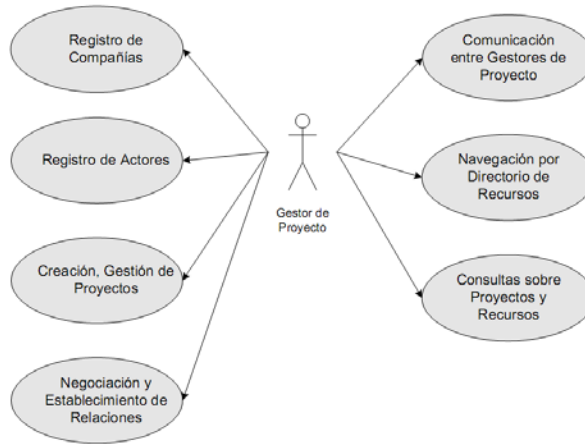 Registro de
Compañías
Registro de Actores
Creación, Gestión de
Proyectos
Negociación y
Establecimiento de
Relaciones
Gestor de
Proyecto
Comunicación
entre Gestores de
Proyecto
Navegación por
Directorio de
Recursos
Consultas sobre
Proyectos y
Recursos